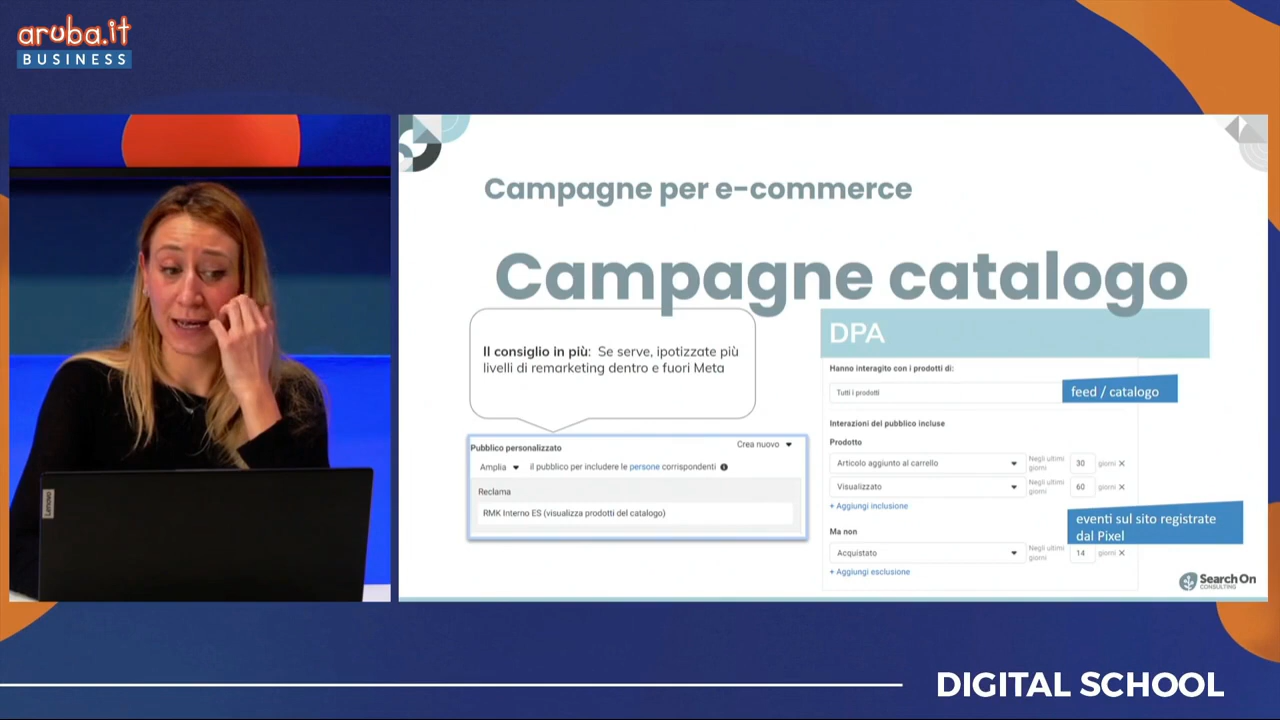 aruba.it
BUSINESS
Campagne per e-commerce
Campagne catalogo
Il consiglio in più: Se serve, ipotizzate più
livelli di remarketing dentro e fuori Meta
Pubblico personalizzato
Crea nuovo
Amplia il pubblico per includere le persone corrispondenti
Reclama
RMK Interno ES (visualizza prodotti del catalogo)
DPA
Hanno interagito con i prodotti di:
Tutti i prodotti
feed / catalogo
Interazioni del pubblico incluse
Prodotto
Articolo aggiunto al carrello Negli ultimi giorni 30 giorni X
Visualizzato Negli ultimi giorni 60 giorni X
+ Aggiungi inclusione
eventi sul sito registrate
dal Pixel
Ma non
Acquistato Negli ultimi giorni 14 giorni X
+ Aggiungi esclusione
Search On
CONSULTING
Lenovo
DIGITAL SCHOOL